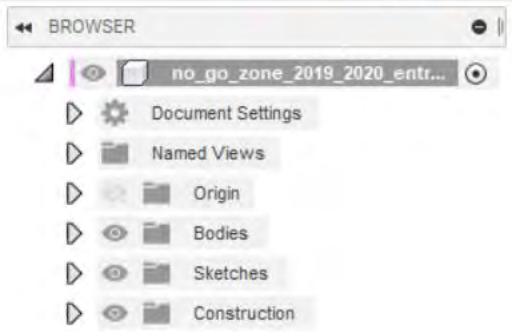 BROWSER
no_go_zone_2019_2020_entr...
Document Settings
Named Views
Origin
Bodies
Sketches
Construction